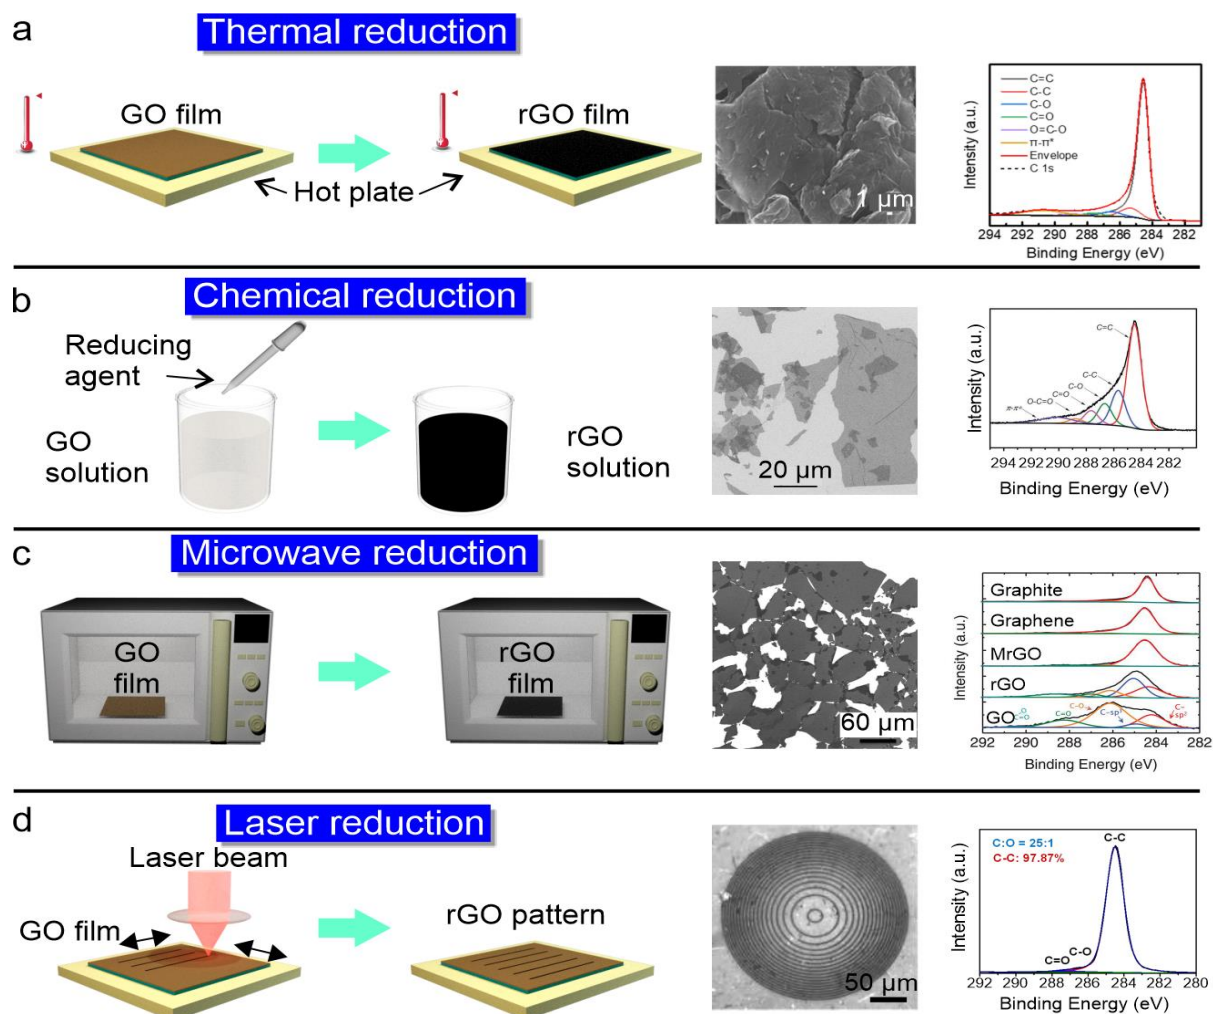 a
Thermal reduction
GO film
rGO film
Hot plate
1 µm
Intensity (a.u.)
C=C
C-C
C-O
C=O
O=C-O
π-π*
Envelope
C 1s
294 292 290 288 286 284 282
Binding Energy (eV)
b
Chemical reduction
Reducing
agent
GO
solution
rGO
solution
20 µm
Intensity (a.u.)
C=C
C-C
C-O
C=O
O-C=O
π-π*
294 292 290 288 286 284 282
Binding Energy (eV)
c
Microwave reduction
GO
film
rGO
film
60 µm
Intensity (a.u.)
Graphite
Graphene
MrGO
rGO
GO
C=O
C-O
C-sp
C-
sp²
292 290 288 286 284 282
Binding Energy (eV)
d
Laser reduction
Laser beam
GO film
rGO pattern
50 µm
Intensity (a.u.)
C:O = 25:1
C-C: 97.87%
C-C
C-O
C=O
292 290 288 286 284 282 280
Binding Energy (eV)